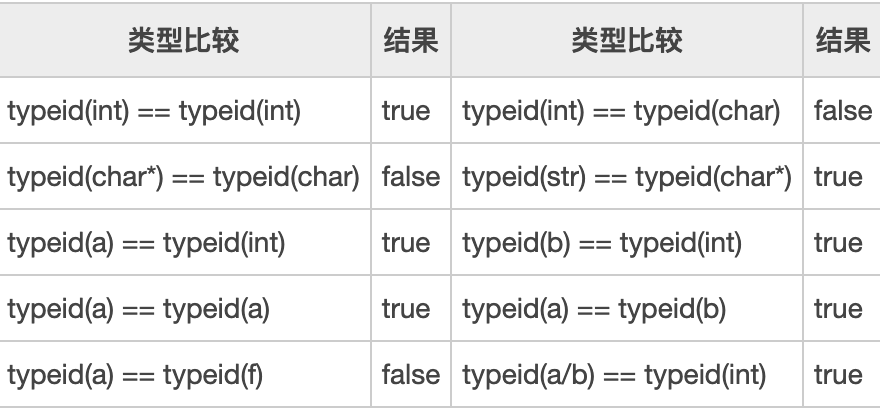 类型比较 结果 类型比较 结果
typeid(int) == typeid(int) true typeid(int) == typeid(char) false
typeid(char*) == typeid(char) false typeid(str) == typeid(char*) true
typeid(a) == typeid(int) true typeid(b) == typeid(int) true
typeid(a) == typeid(a) true typeid(a) == typeid(b) true
typeid(a) == typeid(f) false typeid(a/b) == typeid(int) true